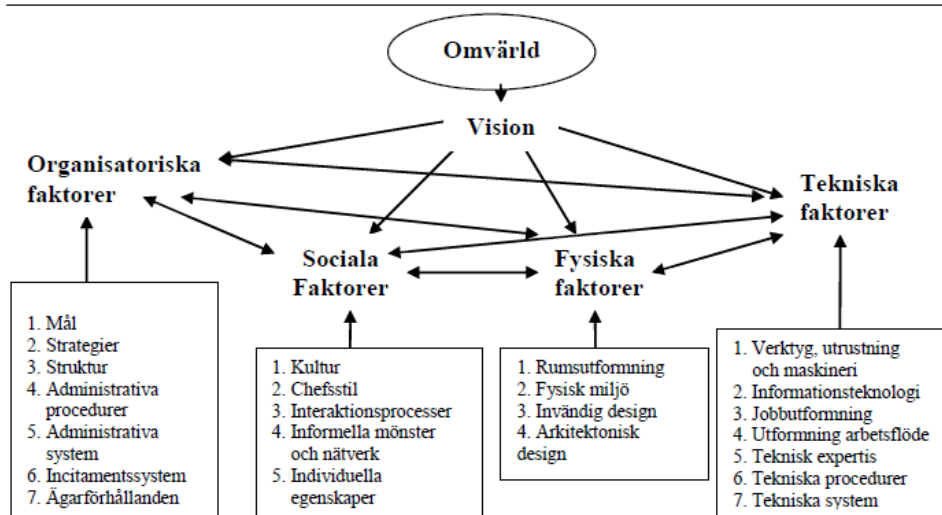 Omvärld
Vision
Organisatoriska
faktorer
Tekniska
faktorer
Sociala
Faktorer
Fysiska
faktorer
1. Mål
2. Strategier
3. Struktur
4. Administrativa
procedurer
5. Administrativa
system
6. Incitamentssystem
7. Ägarförhållanden
1. Kultur
2. Chefsstil
3. Interaktionsprocesser
4. Informella mönster
och nätverk
5. Individuella
egenskaper
1. Rumsutformning
2. Fysisk miljö
3. Invändig design
4. Arkitektonisk
design
1. Verktyg, utrustning
och maskineri
2. Informationsteknologi
3. Jobbutformning
4. Utformning arbetsflöde
5. Teknisk expertis
6. Tekniska procedurer
7. Tekniska system